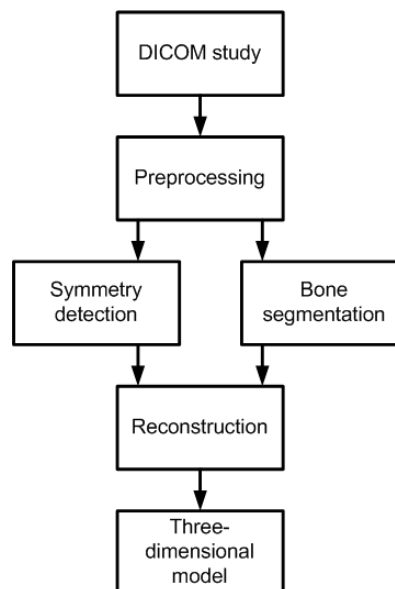 DICOM study
Preprocessing
Symmetry
detection
Bone
segmentation
Reconstruction
Three-
dimensional
model